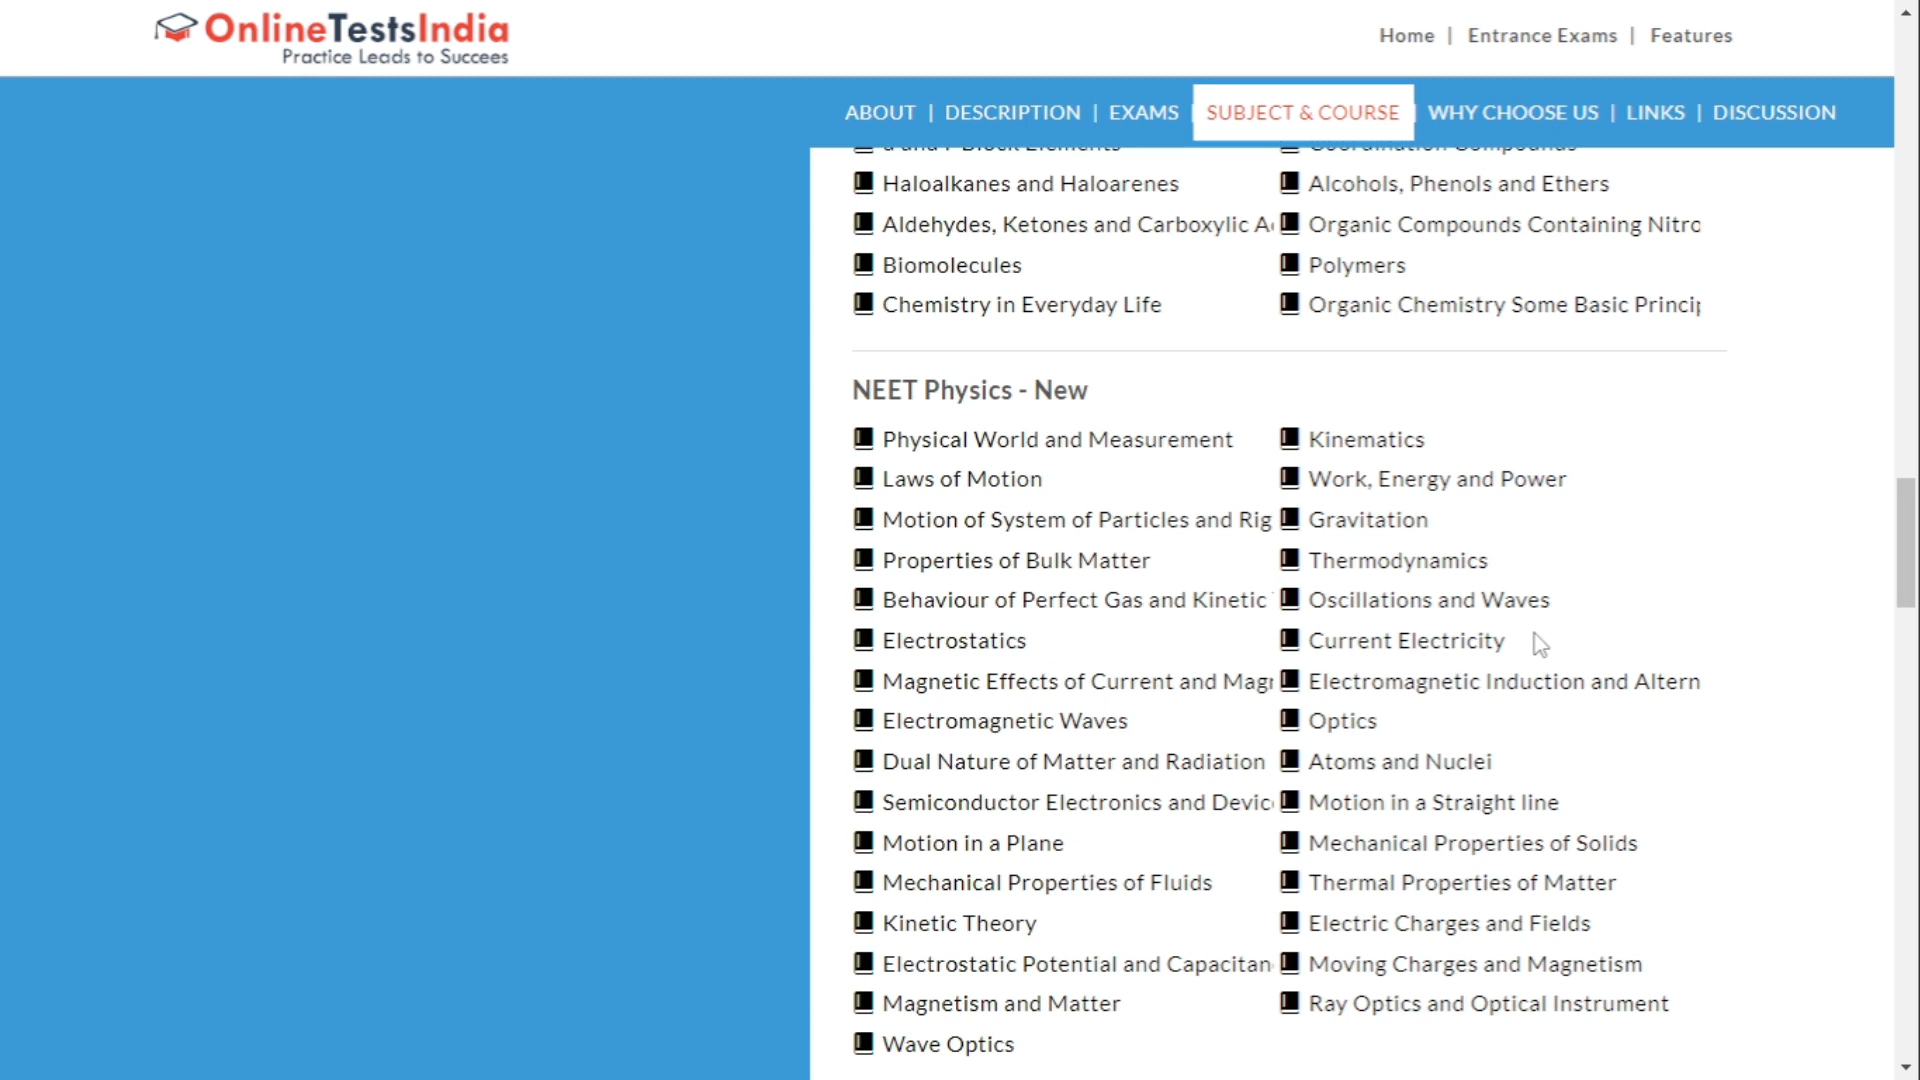 OnlineTestsIndia
Practice Leads to Succees
Home | Entrance Exams | Features
ABOUT | DESCRIPTION | EXAMS | SUBJECT & COURSE | WHY CHOOSE US | LINKS | DISCUSSION
Haloalkanes and Haloarenes
Alcohols, Phenols and Ethers
Aldehydes, Ketones and Carboxylic
Organic Compounds Containing Nitro
Biomolecules
Polymers
Chemistry in Everyday Life
Organic Chemistry Some Basic Princip
NEET Physics - New
Physical World and Measurement
Kinematics
Laws of Motion
Work, Energy and Power
Motion of System of Particles and Rig
Gravitation
Properties of Bulk Matter
Thermodynamics
Behaviour of Perfect Gas and Kinetic
Oscillations and Waves
Electrostatics
Current Electricity
Magnetic Effects of Current and Magn
Electromagnetic Induction and Altern
Electromagnetic Waves
Optics
Dual Nature of Matter and Radiation
Atoms and Nuclei
Semiconductor Electronics and Devic
Motion in a Straight line
Motion in a Plane
Mechanical Properties of Solids
Mechanical Properties of Fluids
Thermal Properties of Matter
Kinetic Theory
Electric Charges and Fields
Electrostatic Potential and Capacitan
Moving Charges and Magnetism
Magnetism and Matter
Ray Optics and Optical Instrument
Wave Optics